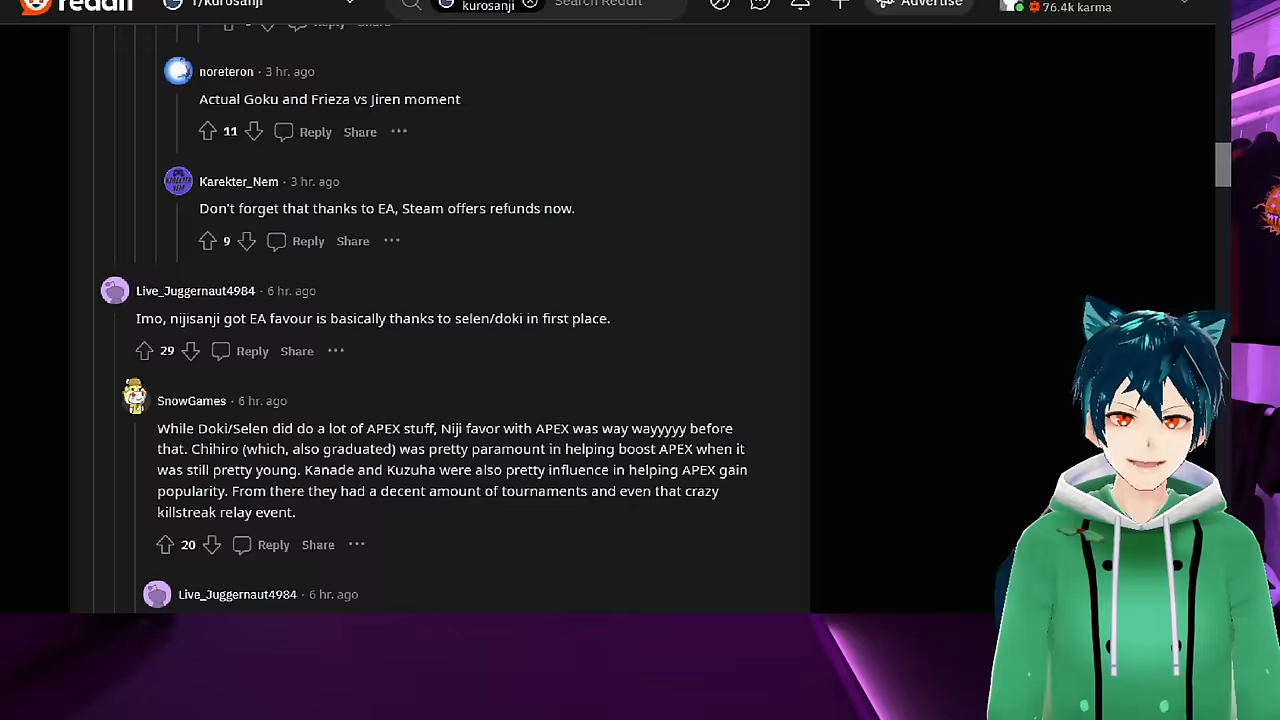 reddit r/kurosanji kurosanji Search Reddit Advertise 76.4k karma
Reply Share
noreteron · 3 hr. ago
Actual Goku and Frieza vs Jiren moment
11 Reply Share ···
Karekter_Nem · 3 hr. ago
Don't forget that thanks to EA, Steam offers refunds now.
9 Reply Share ···
Live_Juggernaut4984 · 6 hr. ago
Imo, nijisanji got EA favour is basically thanks to selen/doki in first place.
29 Reply Share ···
SnowGames · 6 hr. ago
While Doki/Selen did do a lot of APEX stuff, Niji favor with APEX was way wayyyyy before
that. Chihiro (which, also graduated) was pretty paramount in helping boost APEX when it
was still pretty young. Kanade and Kuzuha were also pretty influence in helping APEX gain
popularity. From there they had a decent amount of tournaments and even that crazy
killstreak relay event.
20 Reply Share ···
Live_Juggernaut4984 · 6 hr. ago